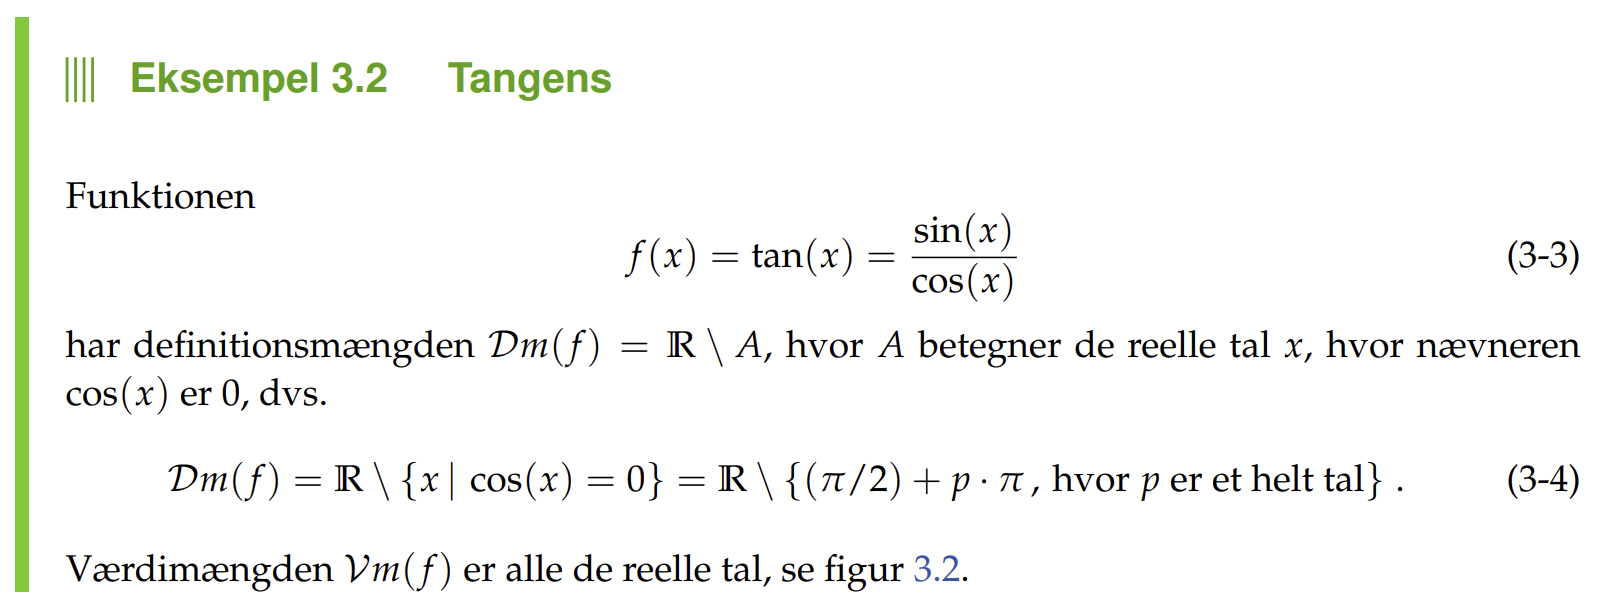 Eksempel 3.2 Tangens
Funktionen
f(x) = tan(x) = sin(x)/cos(x) (3-3)
har definitionsmængden Dm(f) = ℝ \ A, hvor A betegner de reelle tal x, hvor nævneren
cos(x) er 0, dvs.
Dm(f) = ℝ \ {x | cos(x) = 0} = ℝ \ {(π/2) + p · π, hvor p er et helt tal} . (3-4)
Værdimængden Vm(f) er alle de reelle tal, se figur 3.2.